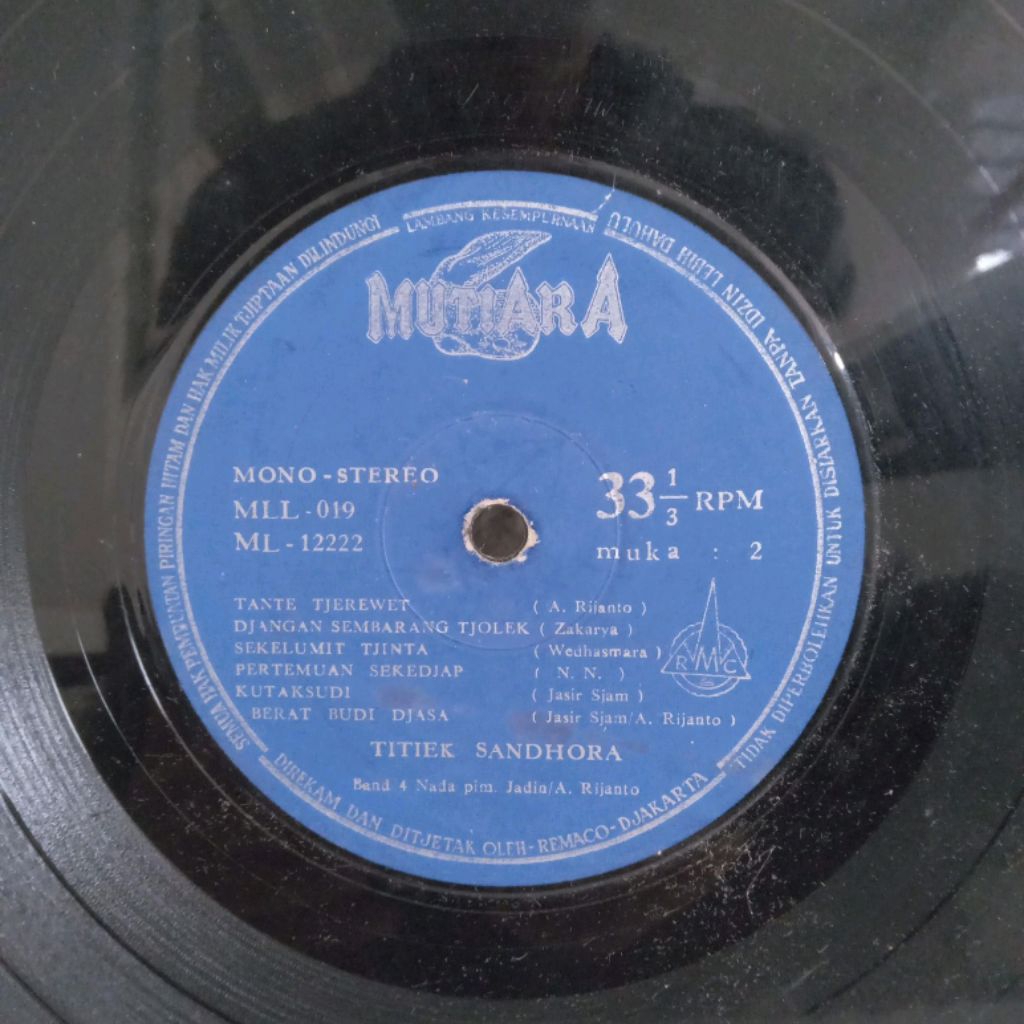 LAMBANG KESEMPURNAAN
MUTIARA
MONO - STEREO
MLL - 019
ML - 12222
33 1/3 RPM
muka : 2
TANTE TJEREWET ( A. Rijanto )
DJANGAN SEMBARANG TJOLEK ( Zakarya )
SEKELUMIT TJINTA ( Wedhasmara )
PERTEMUAN SEKEDJAP ( N. N. )
KUTAKSUDI ( Jasir Sjam )
BERAT BUDI DJASA ( Jasir Sjam/A. Rijanto )
RMC
TITIEK SANDHORA
Band 4 Nada pim. Jadin/A. Rijanto
SEMUA HAK PEMBUATAN PIRINGAN HITAM DAN HAK MILIK TJIPTAAN DILINDUNGI
TIDAK DIPERBOLEHKAN UNTUK DISIARKAN TANPA IDZIN LEBIH DAHULU
DIREKAM DAN DITJETAK OLEH - REMACO - DJAKARTA